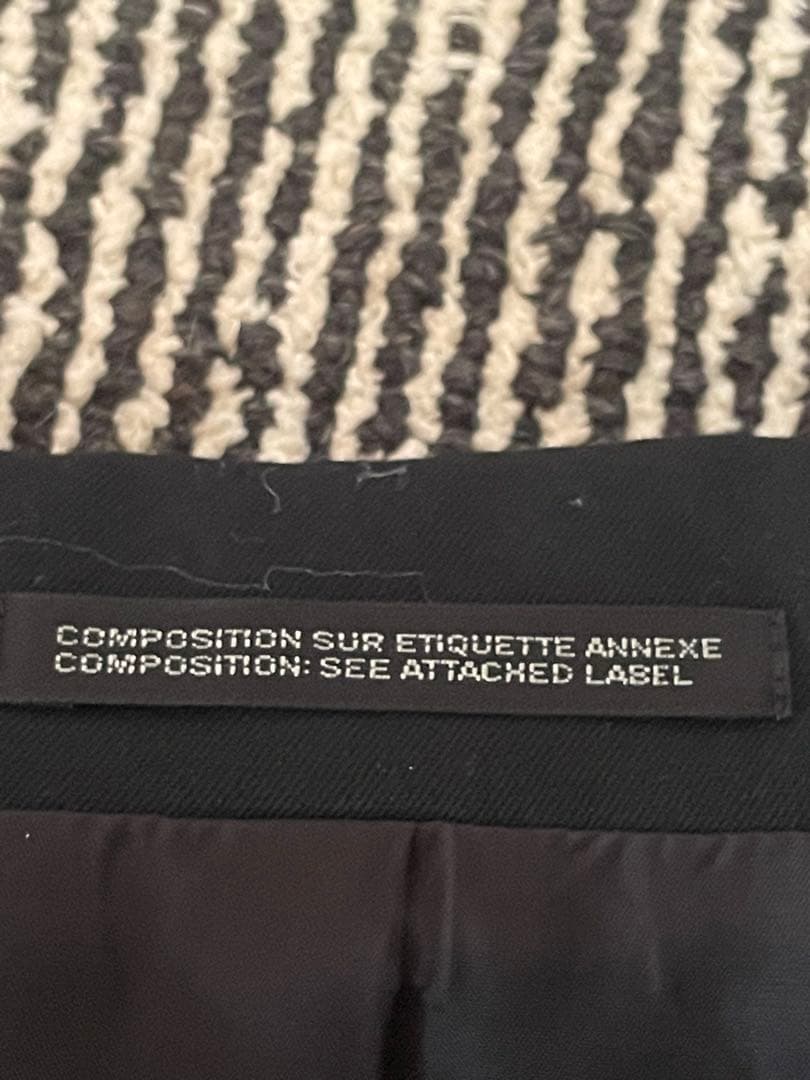 COMPOSITION SUR ETIQUETTE ANNEXE
COMPOSITION: SEE ATTACHED LABEL